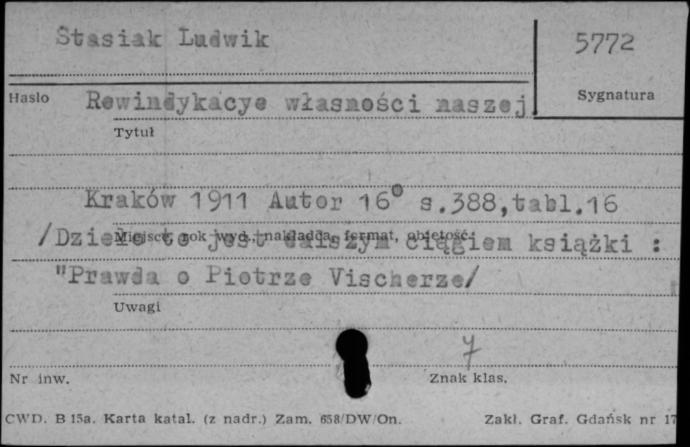 Stasiak Ludwik
5772
Hasło
Sygnatura
Rewindykacye własności naszej
Tytuł
Kraków 1911 Autor 16° s.388,tabl.16
Miejsce, rok wyd., nakładca, format, objętość:
/Dzieło to jest dalszym ciągiem książki :
"Prawda o Piotrze Vischerze/
Uwagi
7
Nr inw.
Znak klas.
CWD. B 15a. Karta katal. (z nadr.) Zam. 658/DW/On.
Zakł. Graf. Gdańsk nr 17